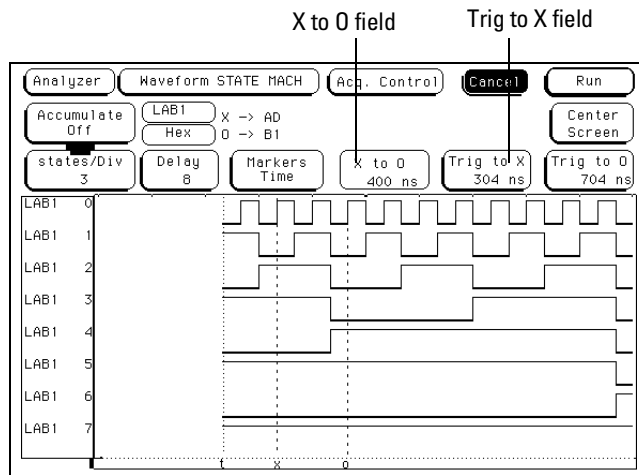 X to O field Trig to X field
Analyzer Waveform STATE MACH Acq. Control Cancel Run
Accumulate Off LAB1 Hex X -> AD O -> B1 Center Screen
states/Div 3 Delay 8 Markers Time X to O 400 ns Trig to X 304 ns Trig to O 704 ns
LAB1 0
LAB1 1
LAB1 2
LAB1 3
LAB1 4
LAB1 5
LAB1 6
LAB1 7
t x o